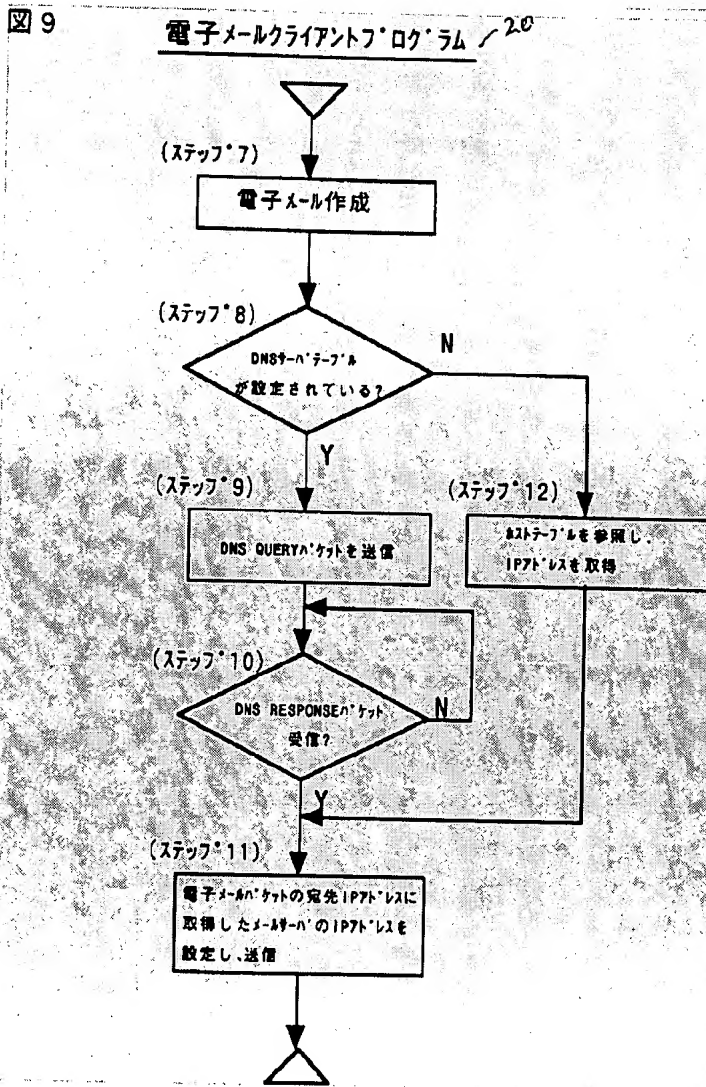 図9
電子メールクライアントプログラム 20
(ステップ7)
電子メール作成
(ステップ8)
DNSサーバテーブル
が設定されている?
N
Y
(ステップ9)
DNS QUERYパケットを送信
(ステップ12)
ホストテーブルを参照し、
IPアドレスを取得
(ステップ10)
DNS RESPONSEパケット
受信?
N
Y
(ステップ11)
電子メールパケットの宛先IPアドレスに
取得したメールサーバのIPアドレスを
設定し、送信